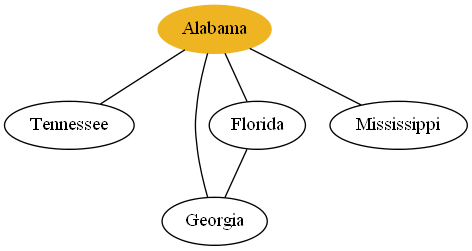 Alabama
Tennessee
Florida
Mississippi
Georgia